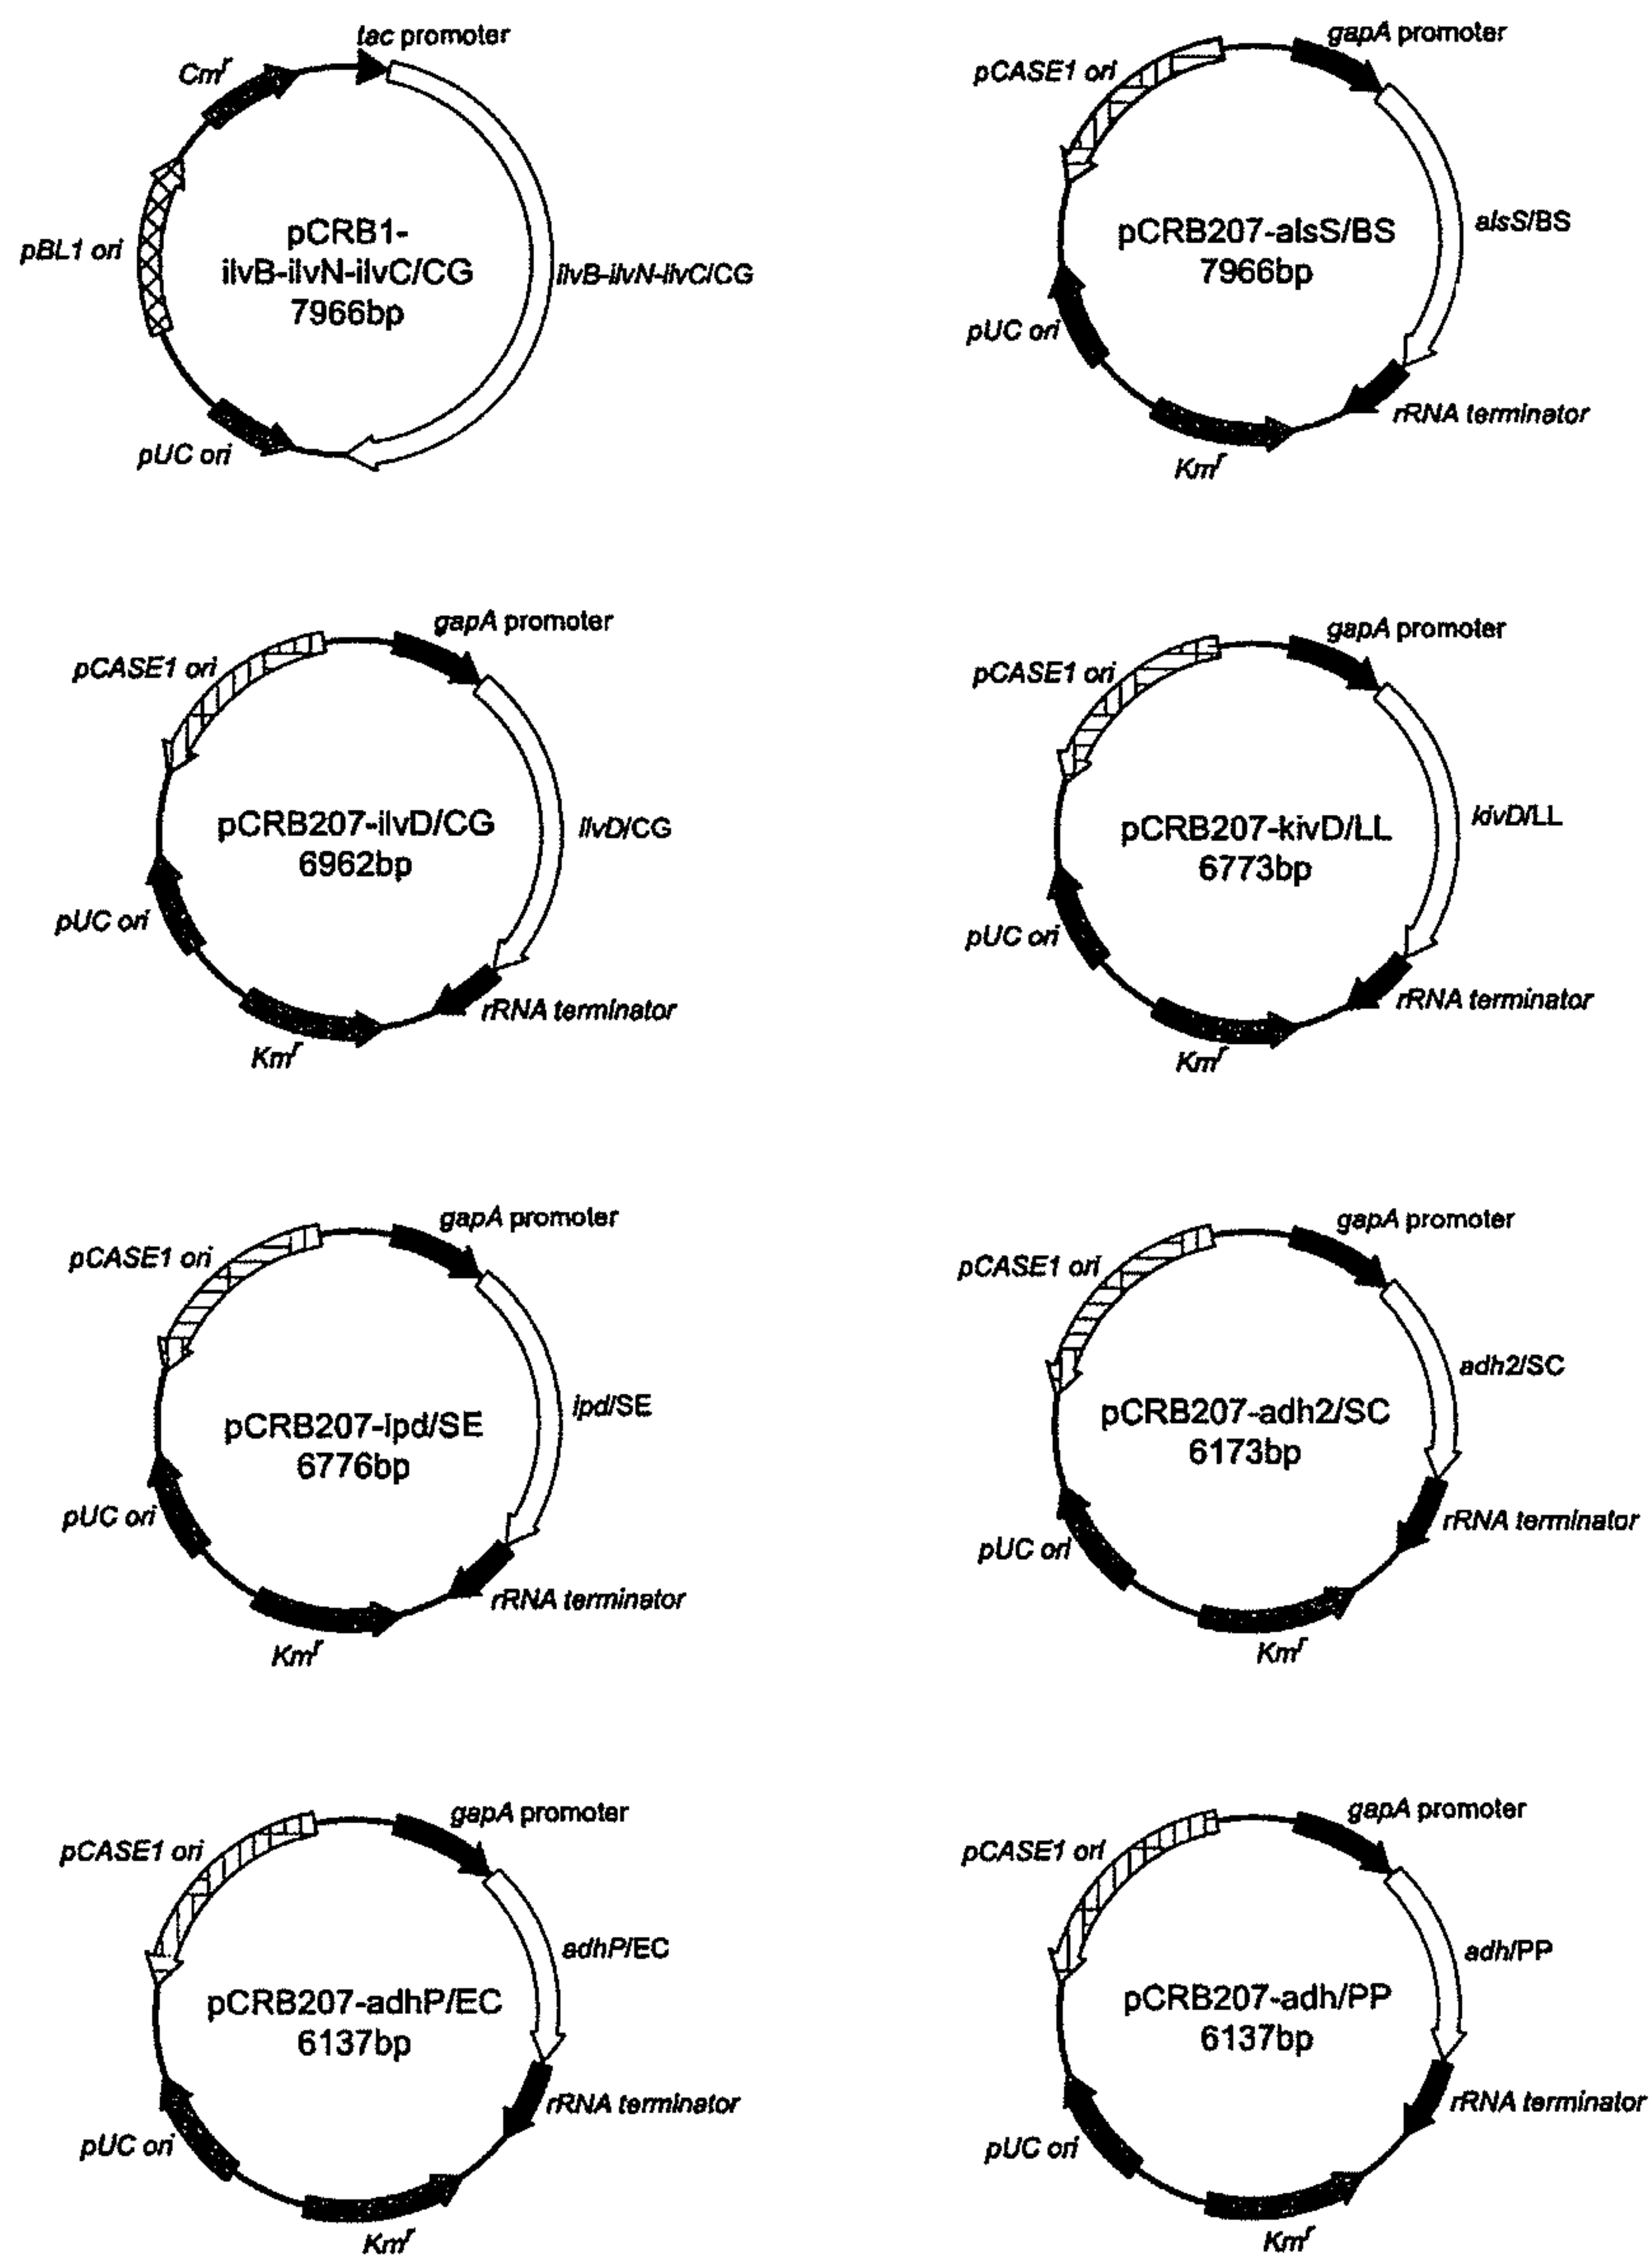 tac promoter
Cmʳ
pBL1 ori
pCRB1-
ilvB-ilvN-ilvC/CG
7966bp
ilvB-ilvN-ilvC/CG
pUC ori
gapA promoter
pCASE1 ori
pCRB207-alsS/BS
7966bp
alsS/BS
pUC ori
rRNA terminator
Kmʳ
gapA promoter
pCASE1 ori
pCRB207-ilvD/CG
6962bp
ilvD/CG
pUC ori
rRNA terminator
Kmʳ
gapA promoter
pCASE1 ori
pCRB207-kivD/LL
6773bp
kivD/LL
pUC ori
rRNA terminator
Kmʳ
gapA promoter
pCASE1 ori
pCRB207-ipd/SE
6776bp
ipd/SE
pUC ori
rRNA terminator
Kmʳ
gapA promoter
pCASE1 ori
pCRB207-adh2/SC
6173bp
adh2/SC
pUC ori
rRNA terminator
Kmʳ
gapA promoter
pCASE1 ori
pCRB207-adhP/EC
6137bp
adhP/EC
pUC ori
rRNA terminator
Kmʳ
gapA promoter
pCASE1 ori
pCRB207-adh/PP
6137bp
adh/PP
pUC ori
rRNA terminator
Kmʳ